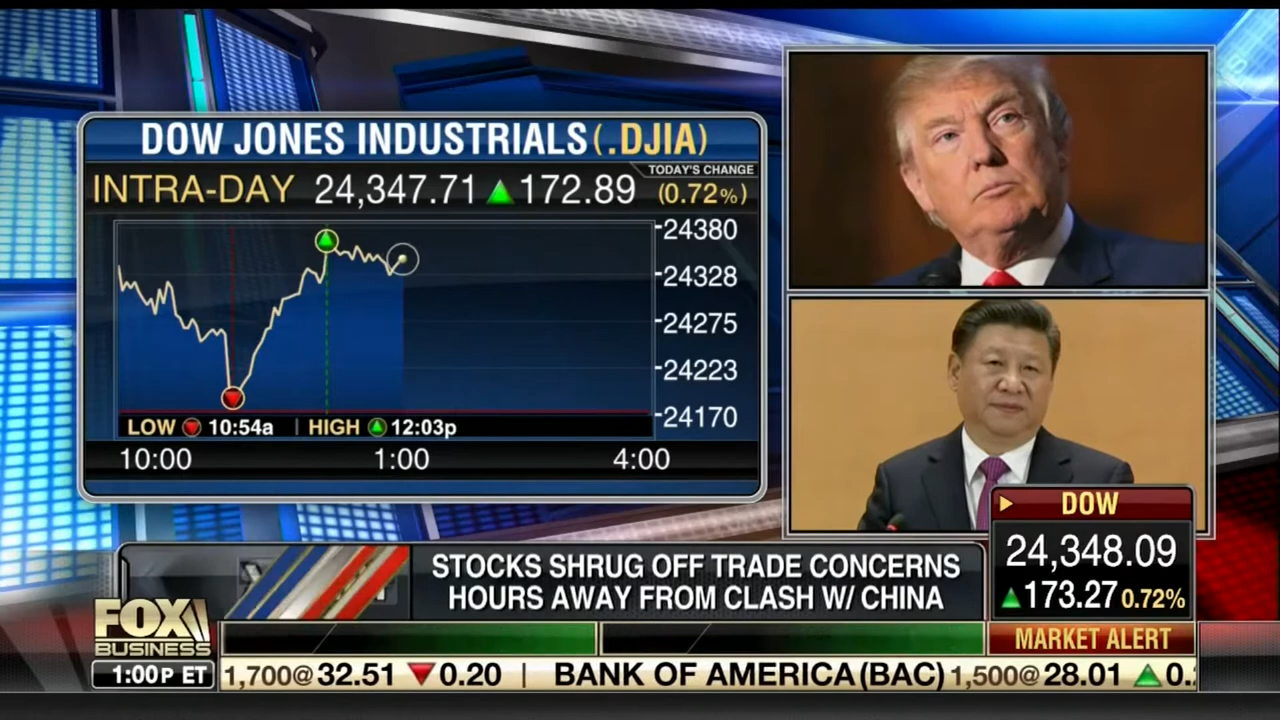 DOW JONES INDUSTRIALS (.DJIA)
TODAY'S CHANGE
INTRA-DAY 24,347.71 ▲ 172.89 (0.72%)
24380
24328
24275
24223
24170
LOW ▼ 10:54a | HIGH ▲ 12:03p
10:00 1:00 4:00
DOW
24,348.09
▲ 173.27 0.72%
MARKET ALERT
STOCKS SHRUG OFF TRADE CONCERNS
HOURS AWAY FROM CLASH W/ CHINA
FOX
BUSINESS
1:00P ET
1,700@ 32.51 ▼ 0.20 | BANK OF AMERICA (BAC) 1,500@ 28.01 ▲